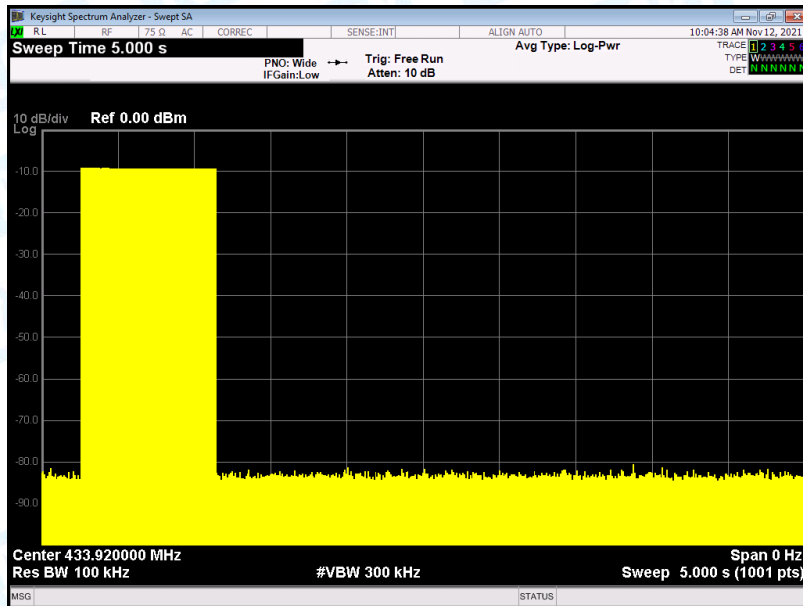 Keysight Spectrum Analyzer - Swept SA
RL RF 75 Ω AC CORREC SENSE:INT ALIGN AUTO 10:04:38 AM Nov 12, 2021
Sweep Time 5.000 s Avg Type: Log-Pwr TRACE 1 2 3 4 5 6
PNO: Wide Trig: Free Run TYPE WWWWWW
IFGain:Low Atten: 10 dB DET N N N N N N
10 dB/div Ref 0.00 dBm
Log
-10.0
-20.0
-30.0
-40.0
-50.0
-60.0
-70.0
-80.0
-90.0
Center 433.920000 MHz Span 0 Hz
Res BW 100 kHz #VBW 300 kHz Sweep 5.000 s (1001 pts)
MSG STATUS